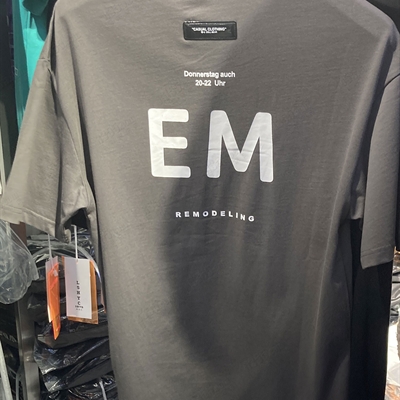 "CASUAL CLOTHING"
Donnerstag auch
20-22 Uhr
EM
REMODELING